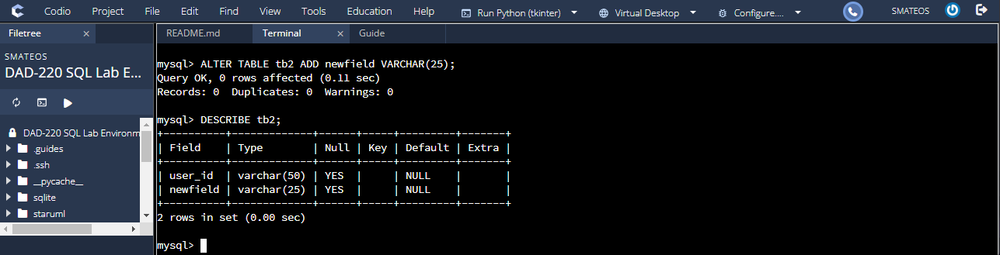 Codio Project File Edit Find View Tools Education Help Run Python (tkinter) Virtual Desktop Configure.... SMATEOS
Filetree ×
README.md Terminal × Guide
SMATEOS
DAD-220 SQL Lab E...
DAD-220 SQL Lab Environm
.guides
.ssh
__pycache__
sqlite
staruml
mysql> ALTER TABLE tb2 ADD newfield VARCHAR(25);
Query OK, 0 rows affected (0.11 sec)
Records: 0  Duplicates: 0  Warnings: 0
mysql> DESCRIBE tb2;
+----------+-------------+------+-----+---------+-------+
| Field    | Type        | Null | Key | Default | Extra |
+----------+-------------+------+-----+---------+-------+
| user_id  | varchar(50) | YES  |     | NULL    |       |
| newfield | varchar(25) | YES  |     | NULL    |       |
+----------+-------------+------+-----+---------+-------+
2 rows in set (0.00 sec)
mysql>